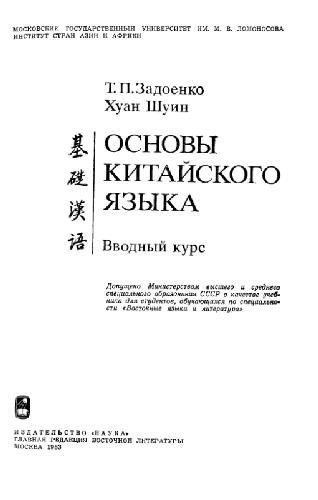 МОСКОВСКИЙ ГОСУДАРСТВЕННЫЙ УНИВЕРСИТЕТ ИМ. М. В. ЛОМОНОСОВА
ИНСТИТУТ СТРАН АЗИИ И АФРИКИ
Т. П. Задоенко
Хуан Шуин
基礎漢語
ОСНОВЫ
КИТАЙСКОГО
ЯЗЫКА
Вводный курс
Допущено Министерством высшего и среднего
специального образования СССР в качестве учеб-
ника для студентов, обучающихся по специально-
сти «Восточные языки и литература»
ИЗДАТЕЛЬСТВО «НАУКА»
ГЛАВНАЯ РЕДАКЦИЯ ВОСТОЧНОЙ ЛИТЕРАТУРЫ
МОСКВА 1983